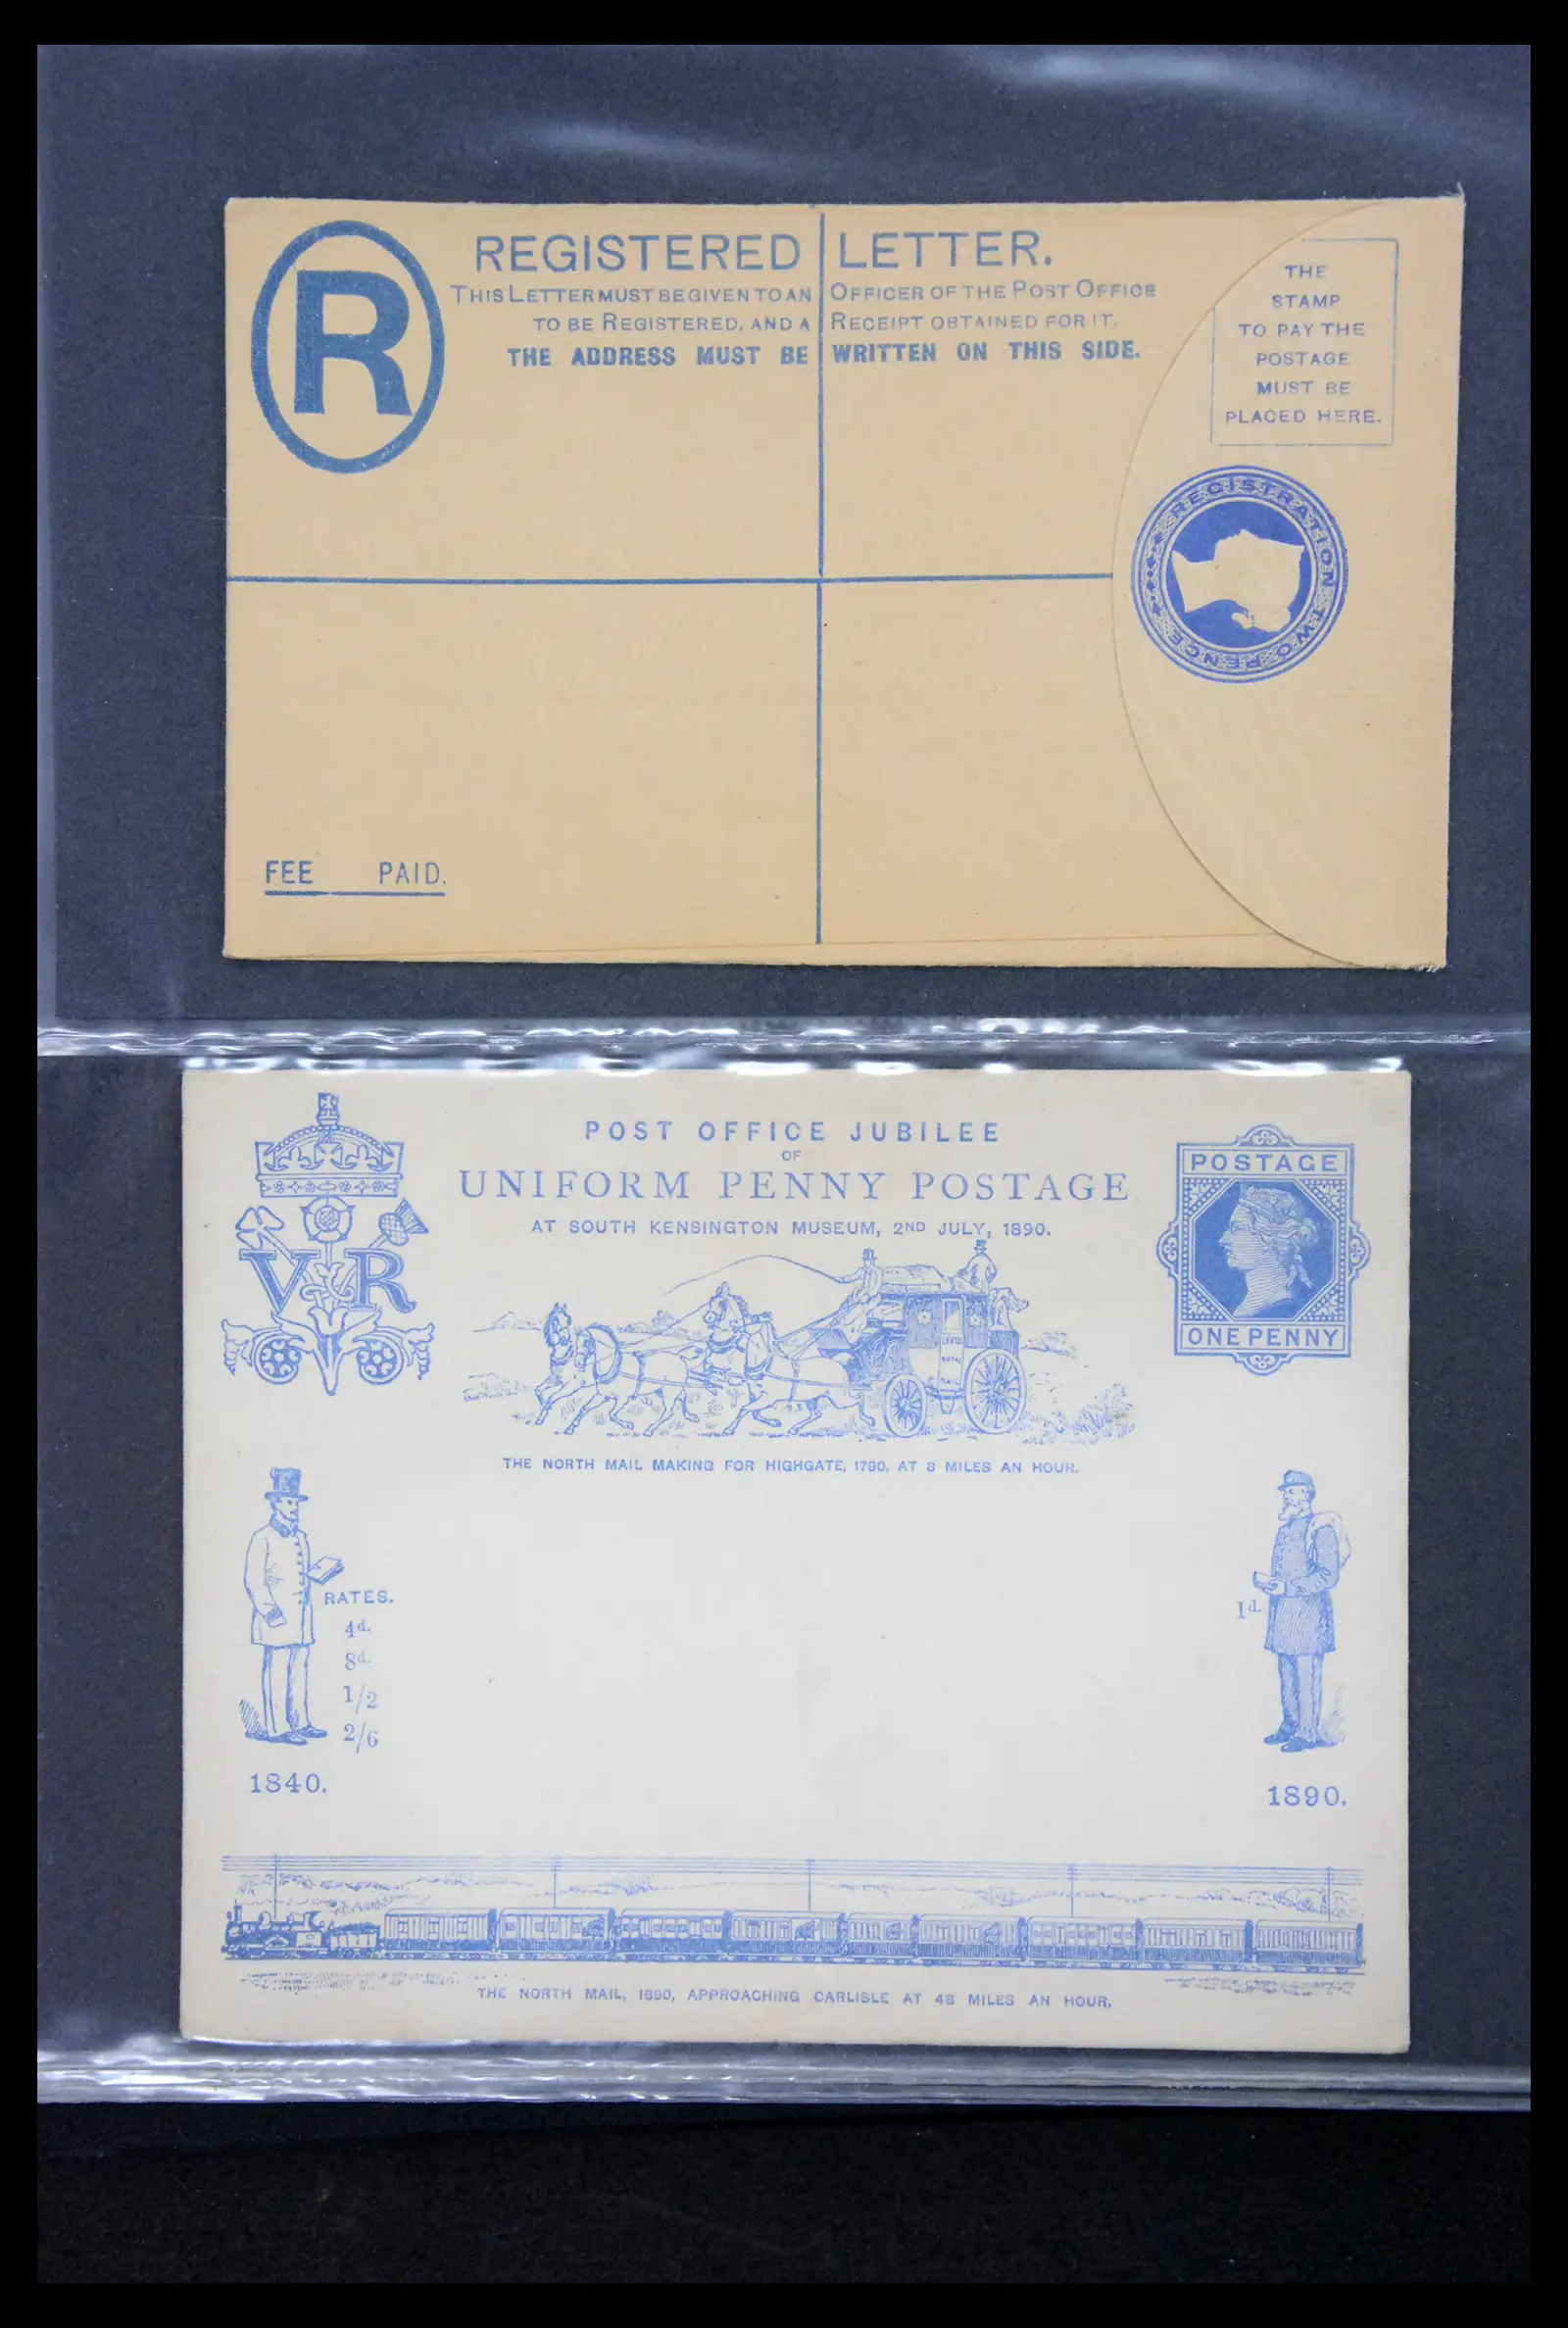 R
REGISTERED LETTER.
THIS LETTER MUST BE GIVEN TO AN OFFICER OF THE POST OFFICE
TO BE REGISTERED, AND A RECEIPT OBTAINED FOR IT.
THE ADDRESS MUST BE WRITTEN ON THIS SIDE.
THE
STAMP
TO PAY THE
POSTAGE
MUST BE
PLACED HERE.
REGISTRATION TWO PENCE
FEE PAID.
POST OFFICE JUBILEE
OF
UNIFORM PENNY POSTAGE
AT SOUTH KENSINGTON MUSEUM, 2ND JULY, 1890.
V R
POSTAGE
ONE PENNY
THE NORTH MAIL MAKING FOR HIGHGATE, 1790, AT 8 MILES AN HOUR.
RATES.
4d.
8d.
1/2
2/6
1840.
1d.
1890.
THE NORTH MAIL, 1890, APPROACHING CARLISLE AT 48 MILES AN HOUR.